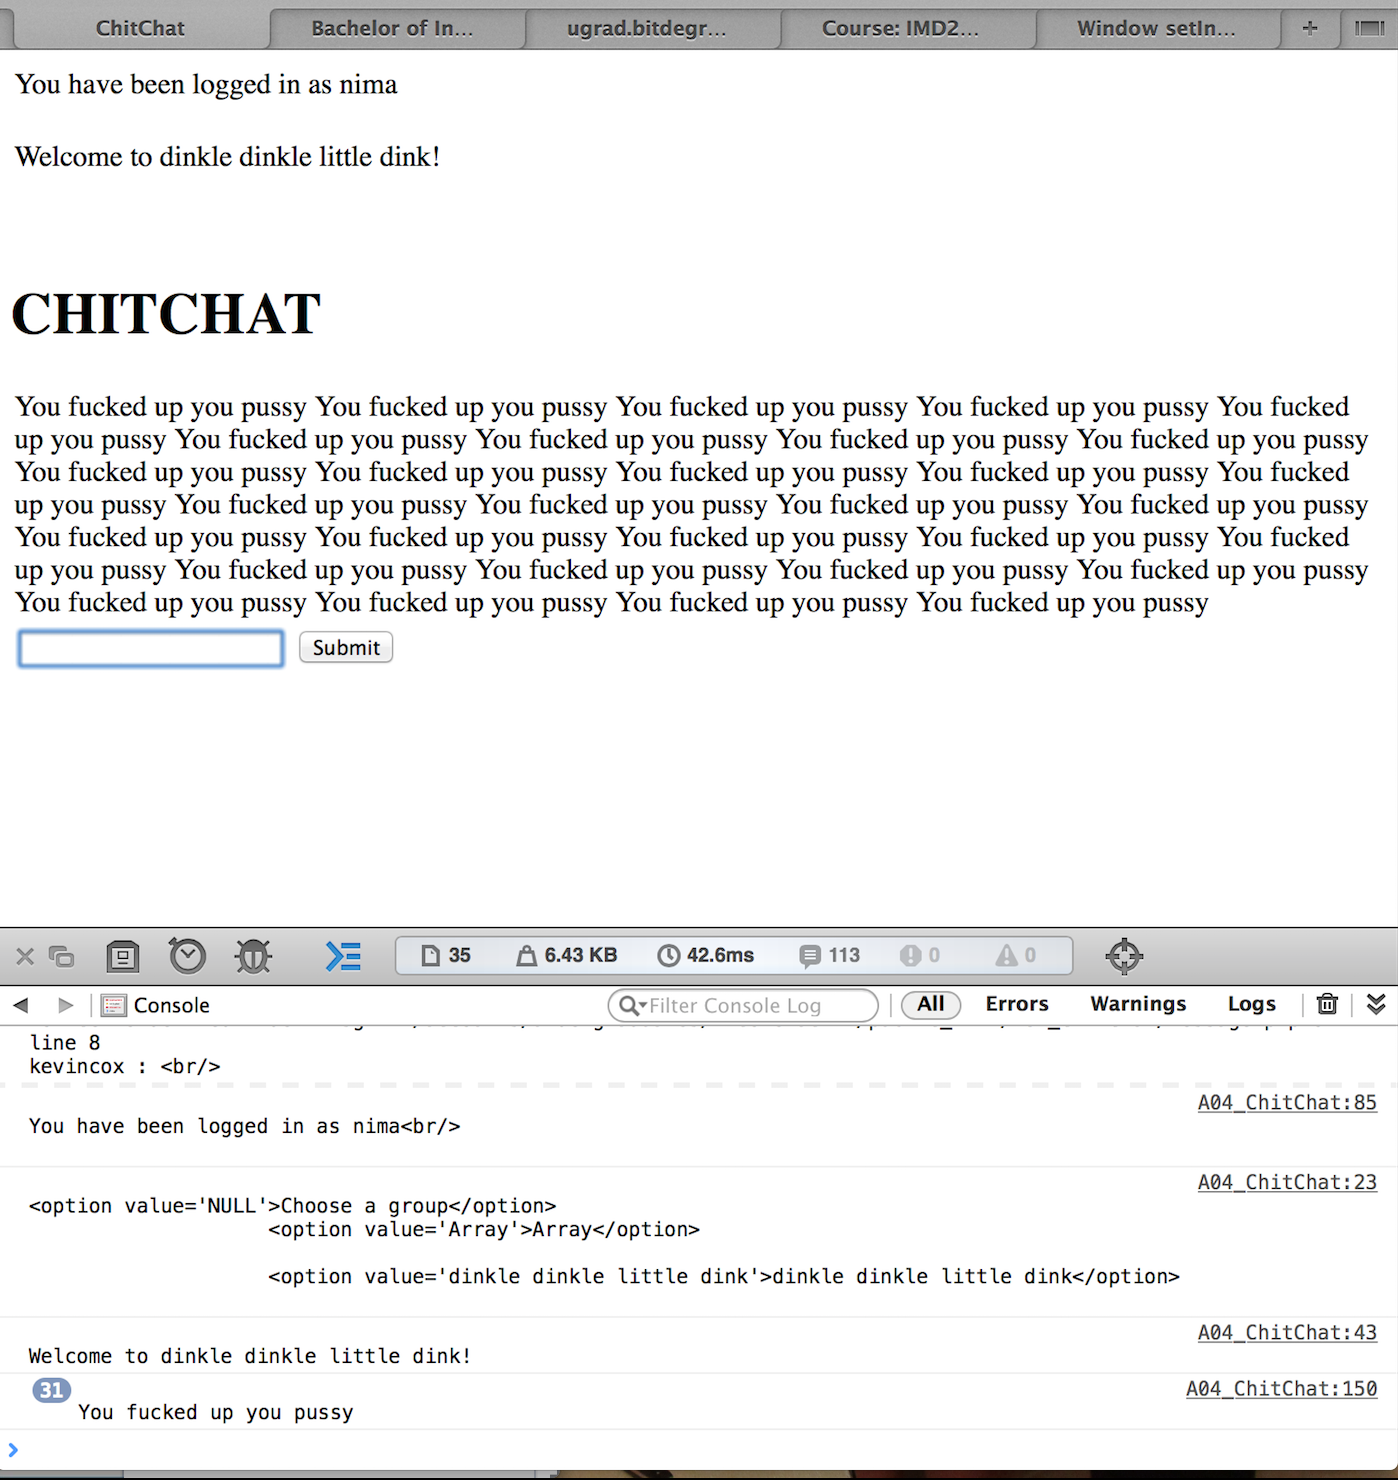 ChitChat Bachelor of In... ugrad.bitdegr... Course: IMD2... Window setIn... +
You have been logged in as nima
Welcome to dinkle dinkle little dink!
CHITCHAT
You fucked up you pussy You fucked up you pussy You fucked up you pussy You fucked up you pussy You fucked
up you pussy You fucked up you pussy You fucked up you pussy You fucked up you pussy You fucked up you pussy
You fucked up you pussy You fucked up you pussy You fucked up you pussy You fucked up you pussy You fucked
up you pussy You fucked up you pussy You fucked up you pussy You fucked up you pussy You fucked up you pussy
You fucked up you pussy You fucked up you pussy You fucked up you pussy You fucked up you pussy You fucked
up you pussy You fucked up you pussy You fucked up you pussy You fucked up you pussy You fucked up you pussy
You fucked up you pussy You fucked up you pussy You fucked up you pussy You fucked up you pussy
Submit
35 6.43 KB 42.6ms 113 0 0
Console Filter Console Log All Errors Warnings Logs
line 8
kevincox : <br/>
A04_ChitChat:85
You have been logged in as nima<br/>
A04_ChitChat:23
<option value='NULL'>Choose a group</option>
<option value='Array'>Array</option>
<option value='dinkle dinkle little dink'>dinkle dinkle little dink</option>
A04_ChitChat:43
Welcome to dinkle dinkle little dink!
31 A04_ChitChat:150
You fucked up you pussy